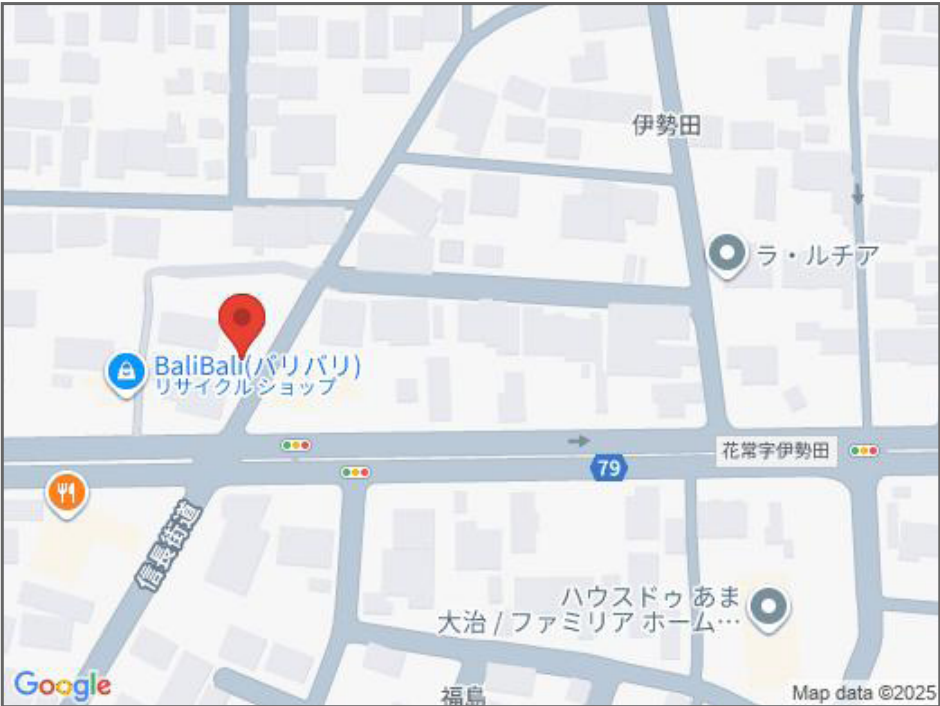 伊勢田
ラ・ルチア
BaliBali(バリバリ)
リサイクルショップ
花常字伊勢田
79
信長街道
ハウスドゥ あま
大治 / ファミリア ホーム…
福島
Google
Map data ©2025